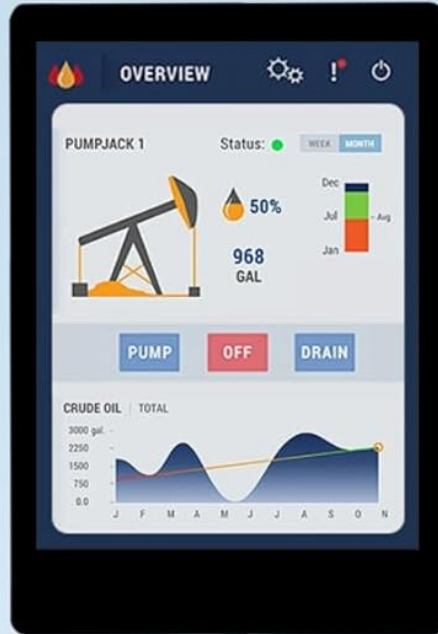 OVERVIEW
!
PUMPJACK 1
Status:
WEEK
MONTH
50%
968
GAL
Dec
Jul
Jan
Avg
PUMP
OFF
DRAIN
CRUDE OIL | TOTAL
3000 gal.
2250
1500
750
0.0
J F M A M J J A S O N